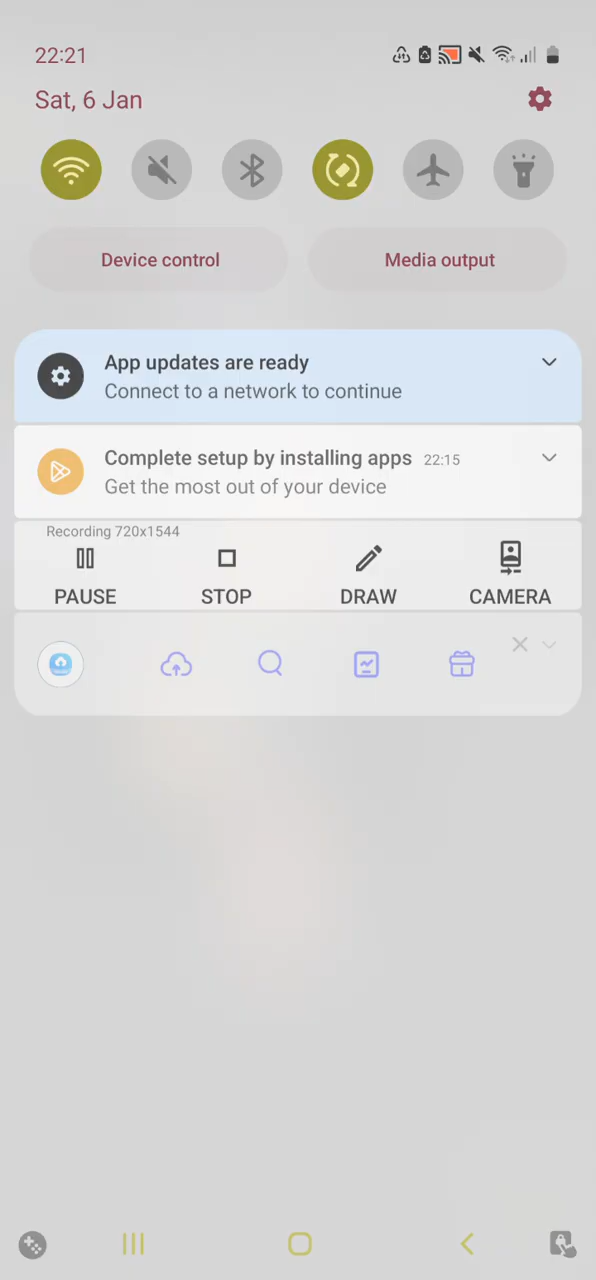 22:21
Sat, 6 Jan
Device control
Media output
App updates are ready
Connect to a network to continue
Complete setup by installing apps 22:15
Get the most out of your device
Recording 720x1544
PAUSE
STOP
DRAW
CAMERA